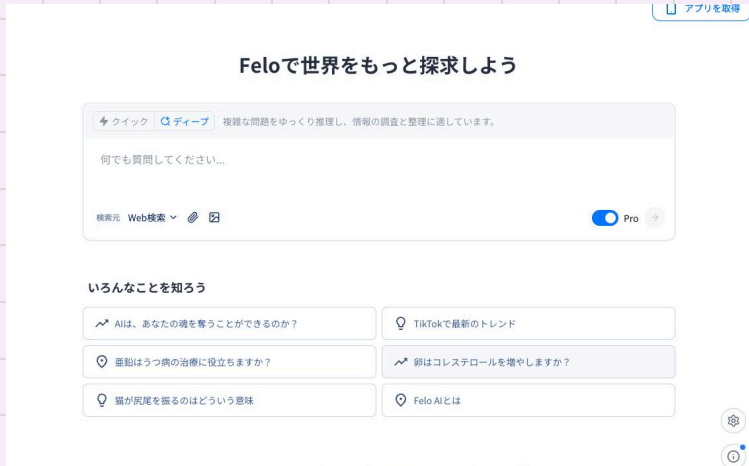 アプリを取得
Feloで世界をもっと探求しよう
クイック ディープ 複雑な問題をゆっくり推理し、情報の調査と整理に適しています。
何でも質問してください...
検索元 Web検索 Pro
いろんなことを知ろう
AIは、あなたの魂を奪うことができるのか？ TikTokで最新のトレンド
亜鉛はうつ病の治療に役立ちますか？ 卵はコレステロールを増やしますか？
猫が尻尾を振るのはどういう意味 Felo AIとは